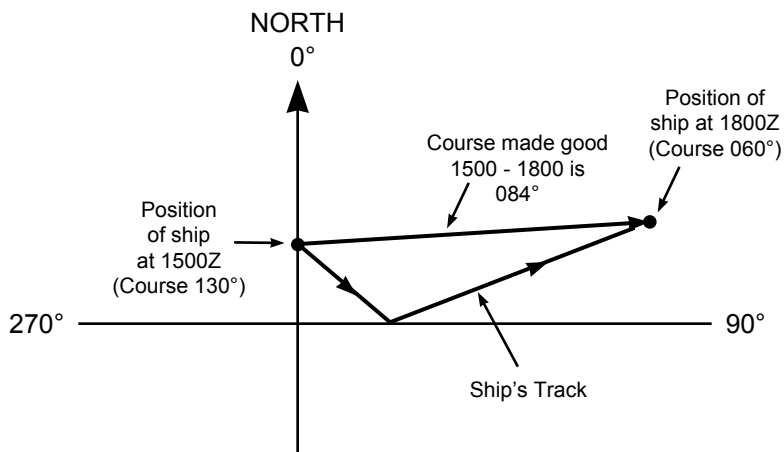 NORTH
0°
Position of
ship at 1800Z
(Course 060°)
Course made good
1500 - 1800 is
084°
Position
of ship
at 1500Z
(Course 130°)
270°
90°
Ship's Track